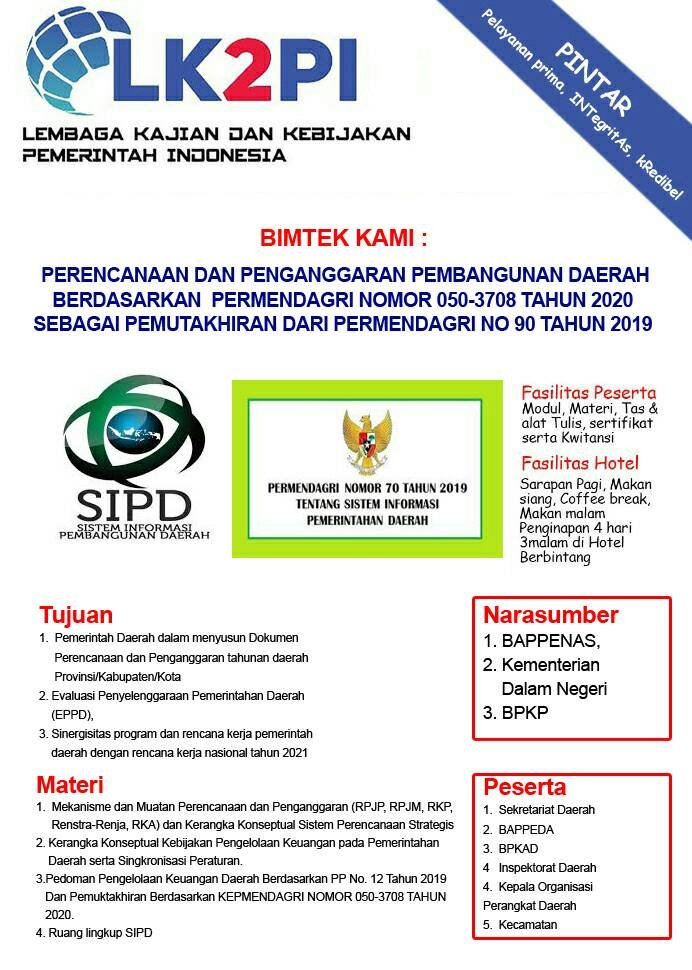 LK2PI
LEMBAGA KAJIAN DAN KEBIJAKAN
PEMERINTAH INDONESIA
PINTAR
Pelayanan prima, INTegritAs, kRedibel
BIMTEK KAMI :
PERENCANAAN DAN PENGANGGARAN PEMBANGUNAN DAERAH
BERDASARKAN PERMENDAGRI NOMOR 050-3708 TAHUN 2020
SEBAGAI PEMUTAKHIRAN DARI PERMENDAGRI NO 90 TAHUN 2019
SIPD
SISTEM INFORMASI
PEMBANGUNAN DAERAH
PERMENDAGRI NOMOR 70 TAHUN 2019
TENTANG SISTEM INFORMASI
PEMERINTAHAN DAERAH
Fasilitas Peserta
Modul, Materi, Tas &
alat Tulis, sertifikat
serta Kwitansi
Fasilitas Hotel
Sarapan Pagi, Makan
siang, Coffee break,
Makan malam
Penginapan 4 hari
3malam di Hotel
Berbintang
Tujuan
1. Pemerintah Daerah dalam menyusun Dokumen
Perencanaan dan Penganggaran tahunan daerah
Provinsi/Kabupaten/Kota
2. Evaluasi Penyelenggaraan Pemerintahan Daerah
(EPPD),
3. Sinergisitas program dan rencana kerja pemerintah
daerah dengan rencana kerja nasional tahun 2021
Narasumber
1. BAPPENAS,
2. Kementerian
Dalam Negeri
3. BPKP
Materi
1. Mekanisme dan Muatan Perencanaan dan Penganggaran (RPJP, RPJM, RKP,
Renstra-Renja, RKA) dan Kerangka Konseptual Sistem Perencanaan Strategis
2. Kerangka Konseptual Kebijakan Pengelolaan Keuangan pada Pemerintahan
Daerah serta Singkronisasi Peraturan.
3.Pedoman Pengelolaan Keuangan Daerah Berdasarkan PP No. 12 Tahun 2019
Dan Pemuktakhiran Berdasarkan KEPMENDAGRI NOMOR 050-3708 TAHUN
2020.
4. Ruang lingkup SIPD
Peserta
1. Sekretariat Daerah
2. BAPPEDA
3. BPKAD
4 Inspektorat Daerah
4. Kepala Organisasi
Perangkat Daerah
5. Kecamatan